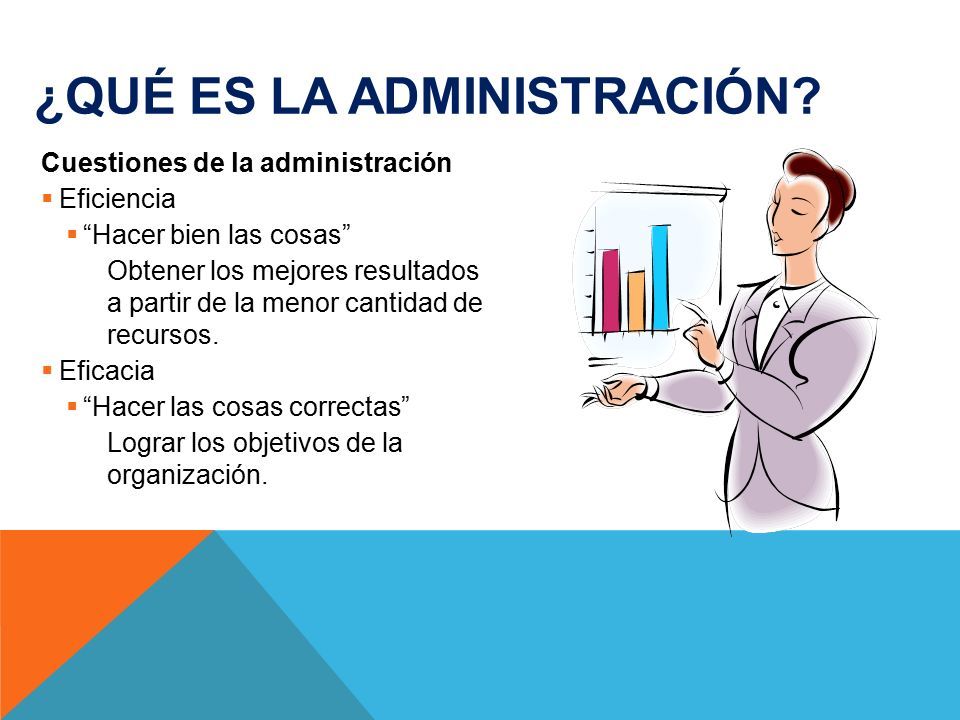 ¿QUÉ ES LA ADMINISTRACIÓN?
Cuestiones de la administración
▪ Eficiencia
▪ “Hacer bien las cosas”
Obtener los mejores resultados
a partir de la menor cantidad de
recursos.
▪ Eficacia
▪ “Hacer las cosas correctas”
Lograr los objetivos de la
organización.